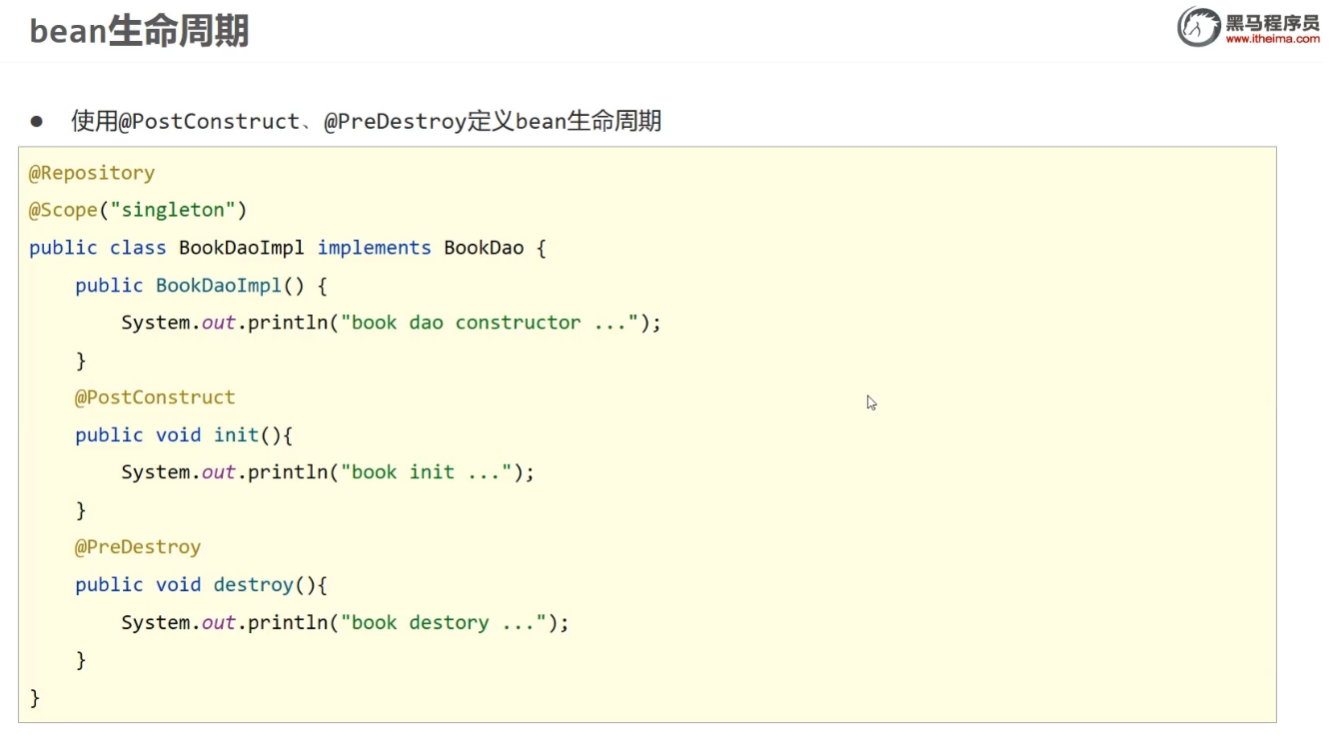 bean生命周期
黑马程序员
www.itheima.com
● 使用@PostConstruct、@PreDestroy定义bean生命周期
@Repository
@Scope("singleton")
public class BookDaoImpl implements BookDao {
    public BookDaoImpl() {
        System.out.println("book dao constructor ...");
    }
    @PostConstruct
    public void init(){
        System.out.println("book init ...");
    }
    @PreDestroy
    public void destroy(){
        System.out.println("book destory ...");
    }
}